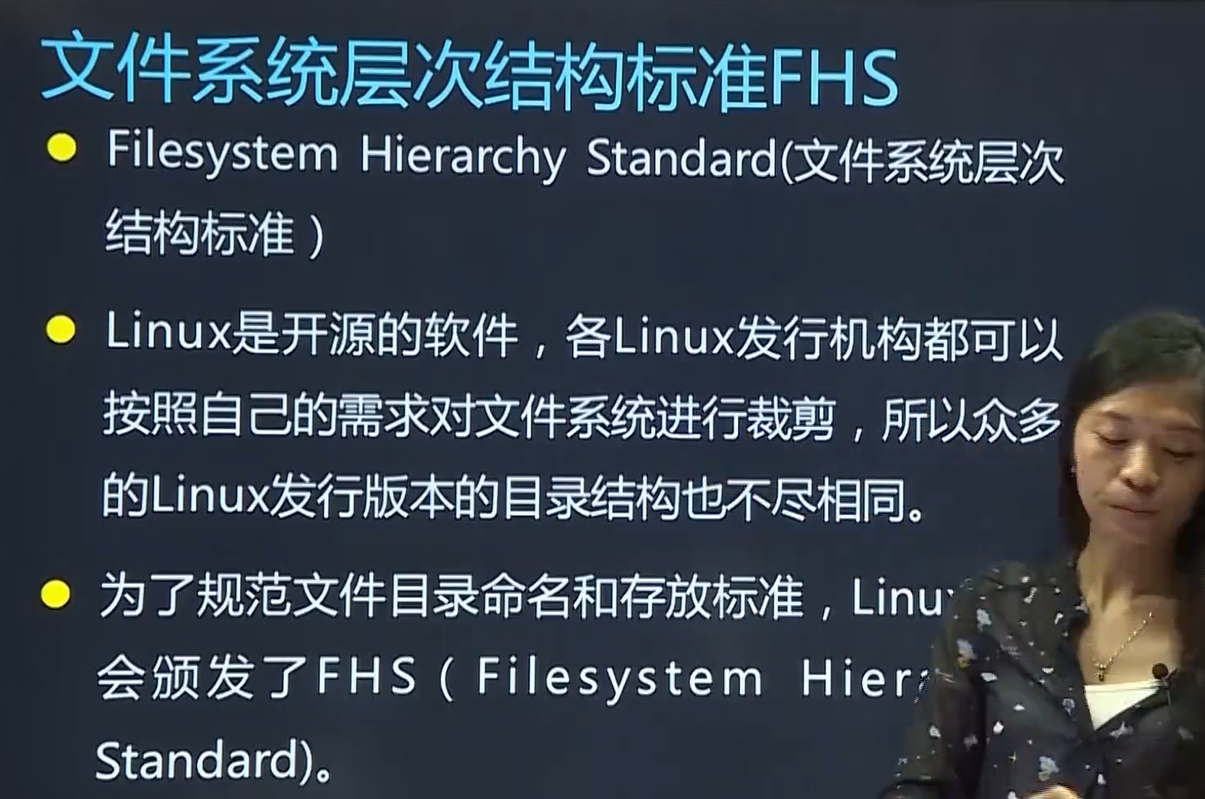 文件系统层次结构标准FHS
Filesystem Hierarchy Standard(文件系统层次
结构标准）
Linux是开源的软件，各Linux发行机构都可以
按照自己的需求对文件系统进行裁剪，所以众多
的Linux发行版本的目录结构也不尽相同。
为了规范文件目录命名和存放标准，
会颁发了FHS（Filesystem
Standard)。